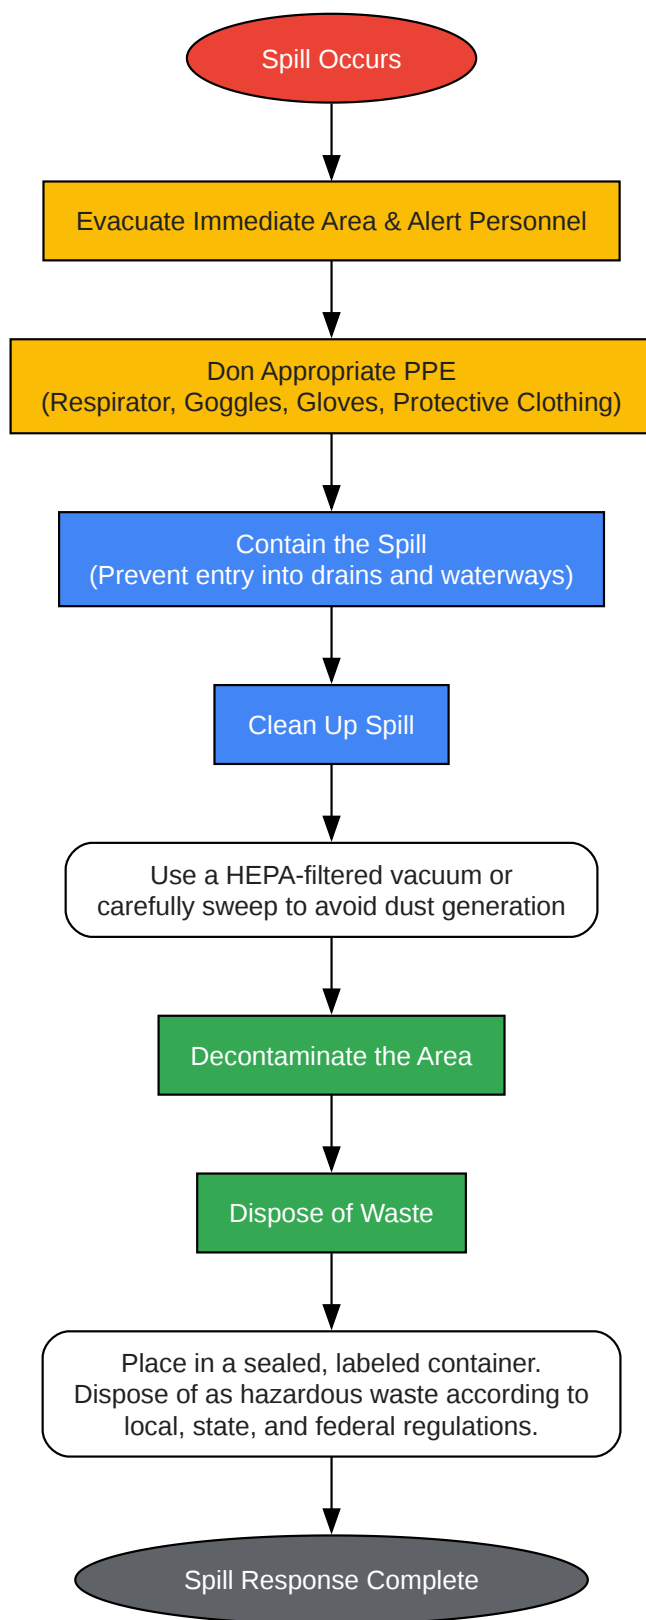 Spill Occurs
Evacuate Immediate Area & Alert Personnel
Don Appropriate PPE
(Respirator, Goggles, Gloves, Protective Clothing)
Contain the Spill
(Prevent entry into drains and waterways)
Clean Up Spill
Use a HEPA-filtered vacuum or
carefully sweep to avoid dust generation
Decontaminate the Area
Dispose of Waste
Place in a sealed, labeled container.
Dispose of as hazardous waste according to
local, state, and federal regulations.
Spill Response Complete